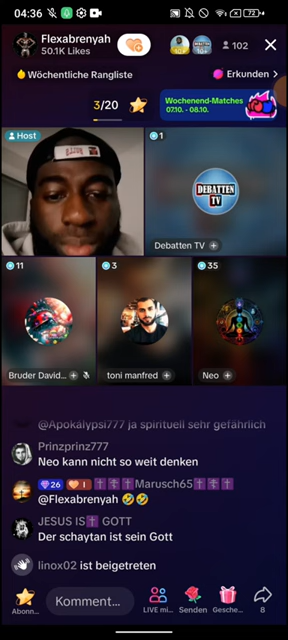 04:36
72
Flexabrenyah
50.1K Likes
102
Wöchentliche Rangliste
Erkunden >
3/20
Wochenend-Matches
07.10. - 08.10.
Host
1
DEBATTEN
TV
Debatten TV
11
3
35
Bruder David...
toni manfred
Neo
@Apokälypsi777 ja spirituell sehr gefährlich
Prinzprinz777
Neo kann nicht so weit denken
26 1 Marusch65
@Flexabrenyah 🤣🤣
JESUS IS✝️ GOTT
Der schaytan ist sein Gott
linox02 ist beigetreten
Abonn...
Komment...
LIVE mi...
Senden
Gesche...
8